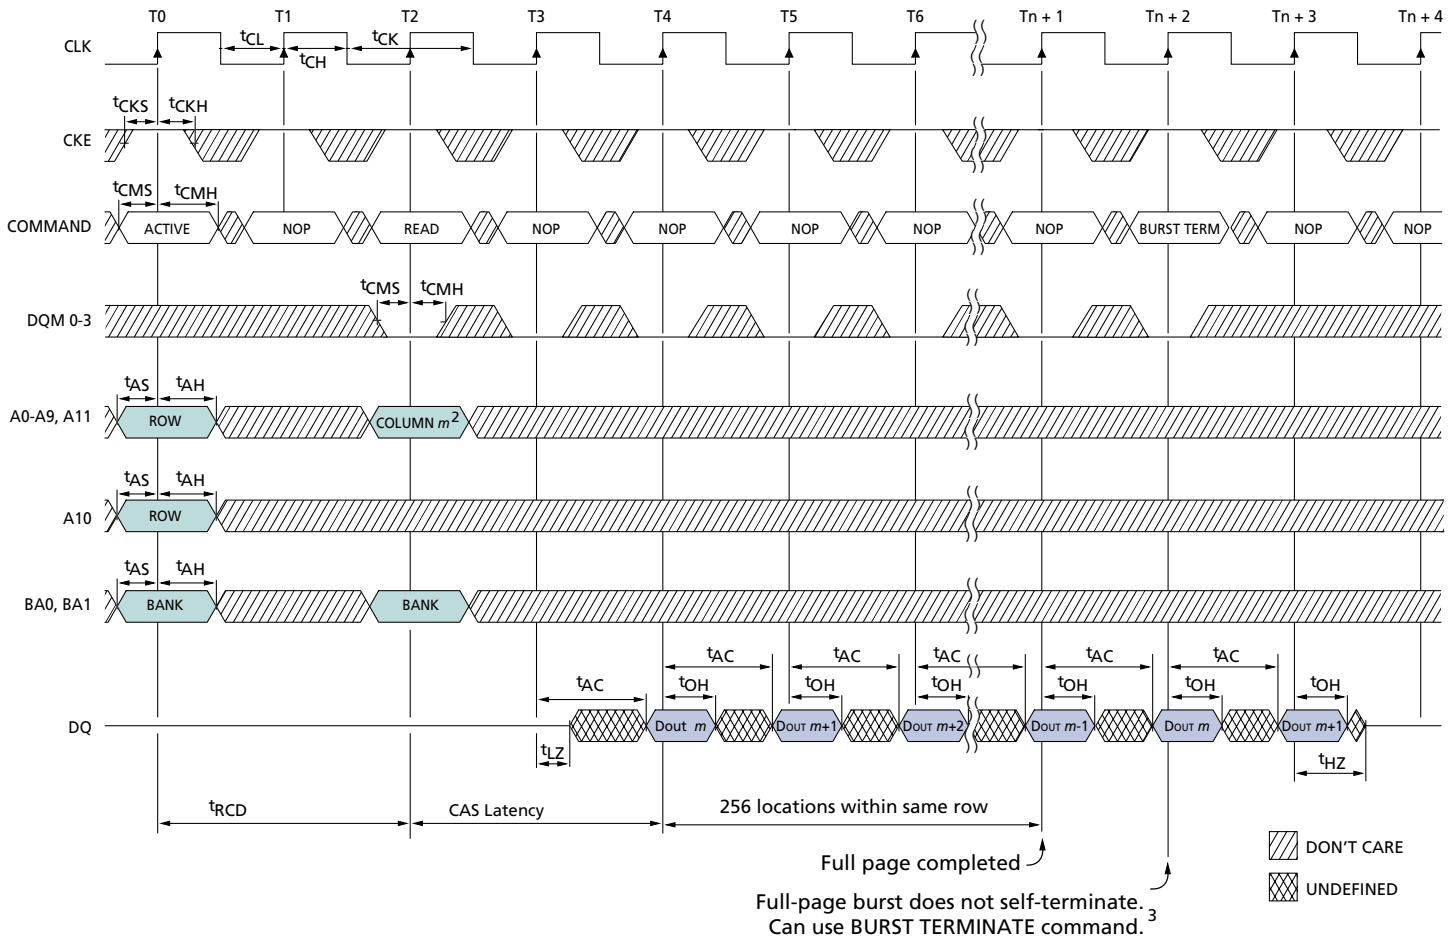 T0 T1 T2 T3 T4 T5 T6 Tn + 1 Tn + 2 Tn + 3 Tn + 4
CLK tCL tCH tCK
tCKS tCKH
CKE
tCMS tCMH
COMMAND ACTIVE NOP READ NOP NOP NOP NOP NOP BURST TERM NOP NOP
tCMS tCMH
DQM 0-3
tAS tAH
A0-A9, A11 ROW COLUMN m2
tAS tAH
A10 ROW
tAS tAH
BA0, BA1 BANK BANK
tAC tAC tAC tAC tAC tAC
tOH tOH tOH tOH tOH tOH
DQ Dout m DOUT m+1 DOUT m+2 DOUT m-1 DOUT m DOUT m+1
tLZ tHZ
tRCD CAS Latency 256 locations within same row
Full page completed
Full-page burst does not self-terminate.
Can use BURST TERMINATE command. 3
DON'T CARE
UNDEFINED